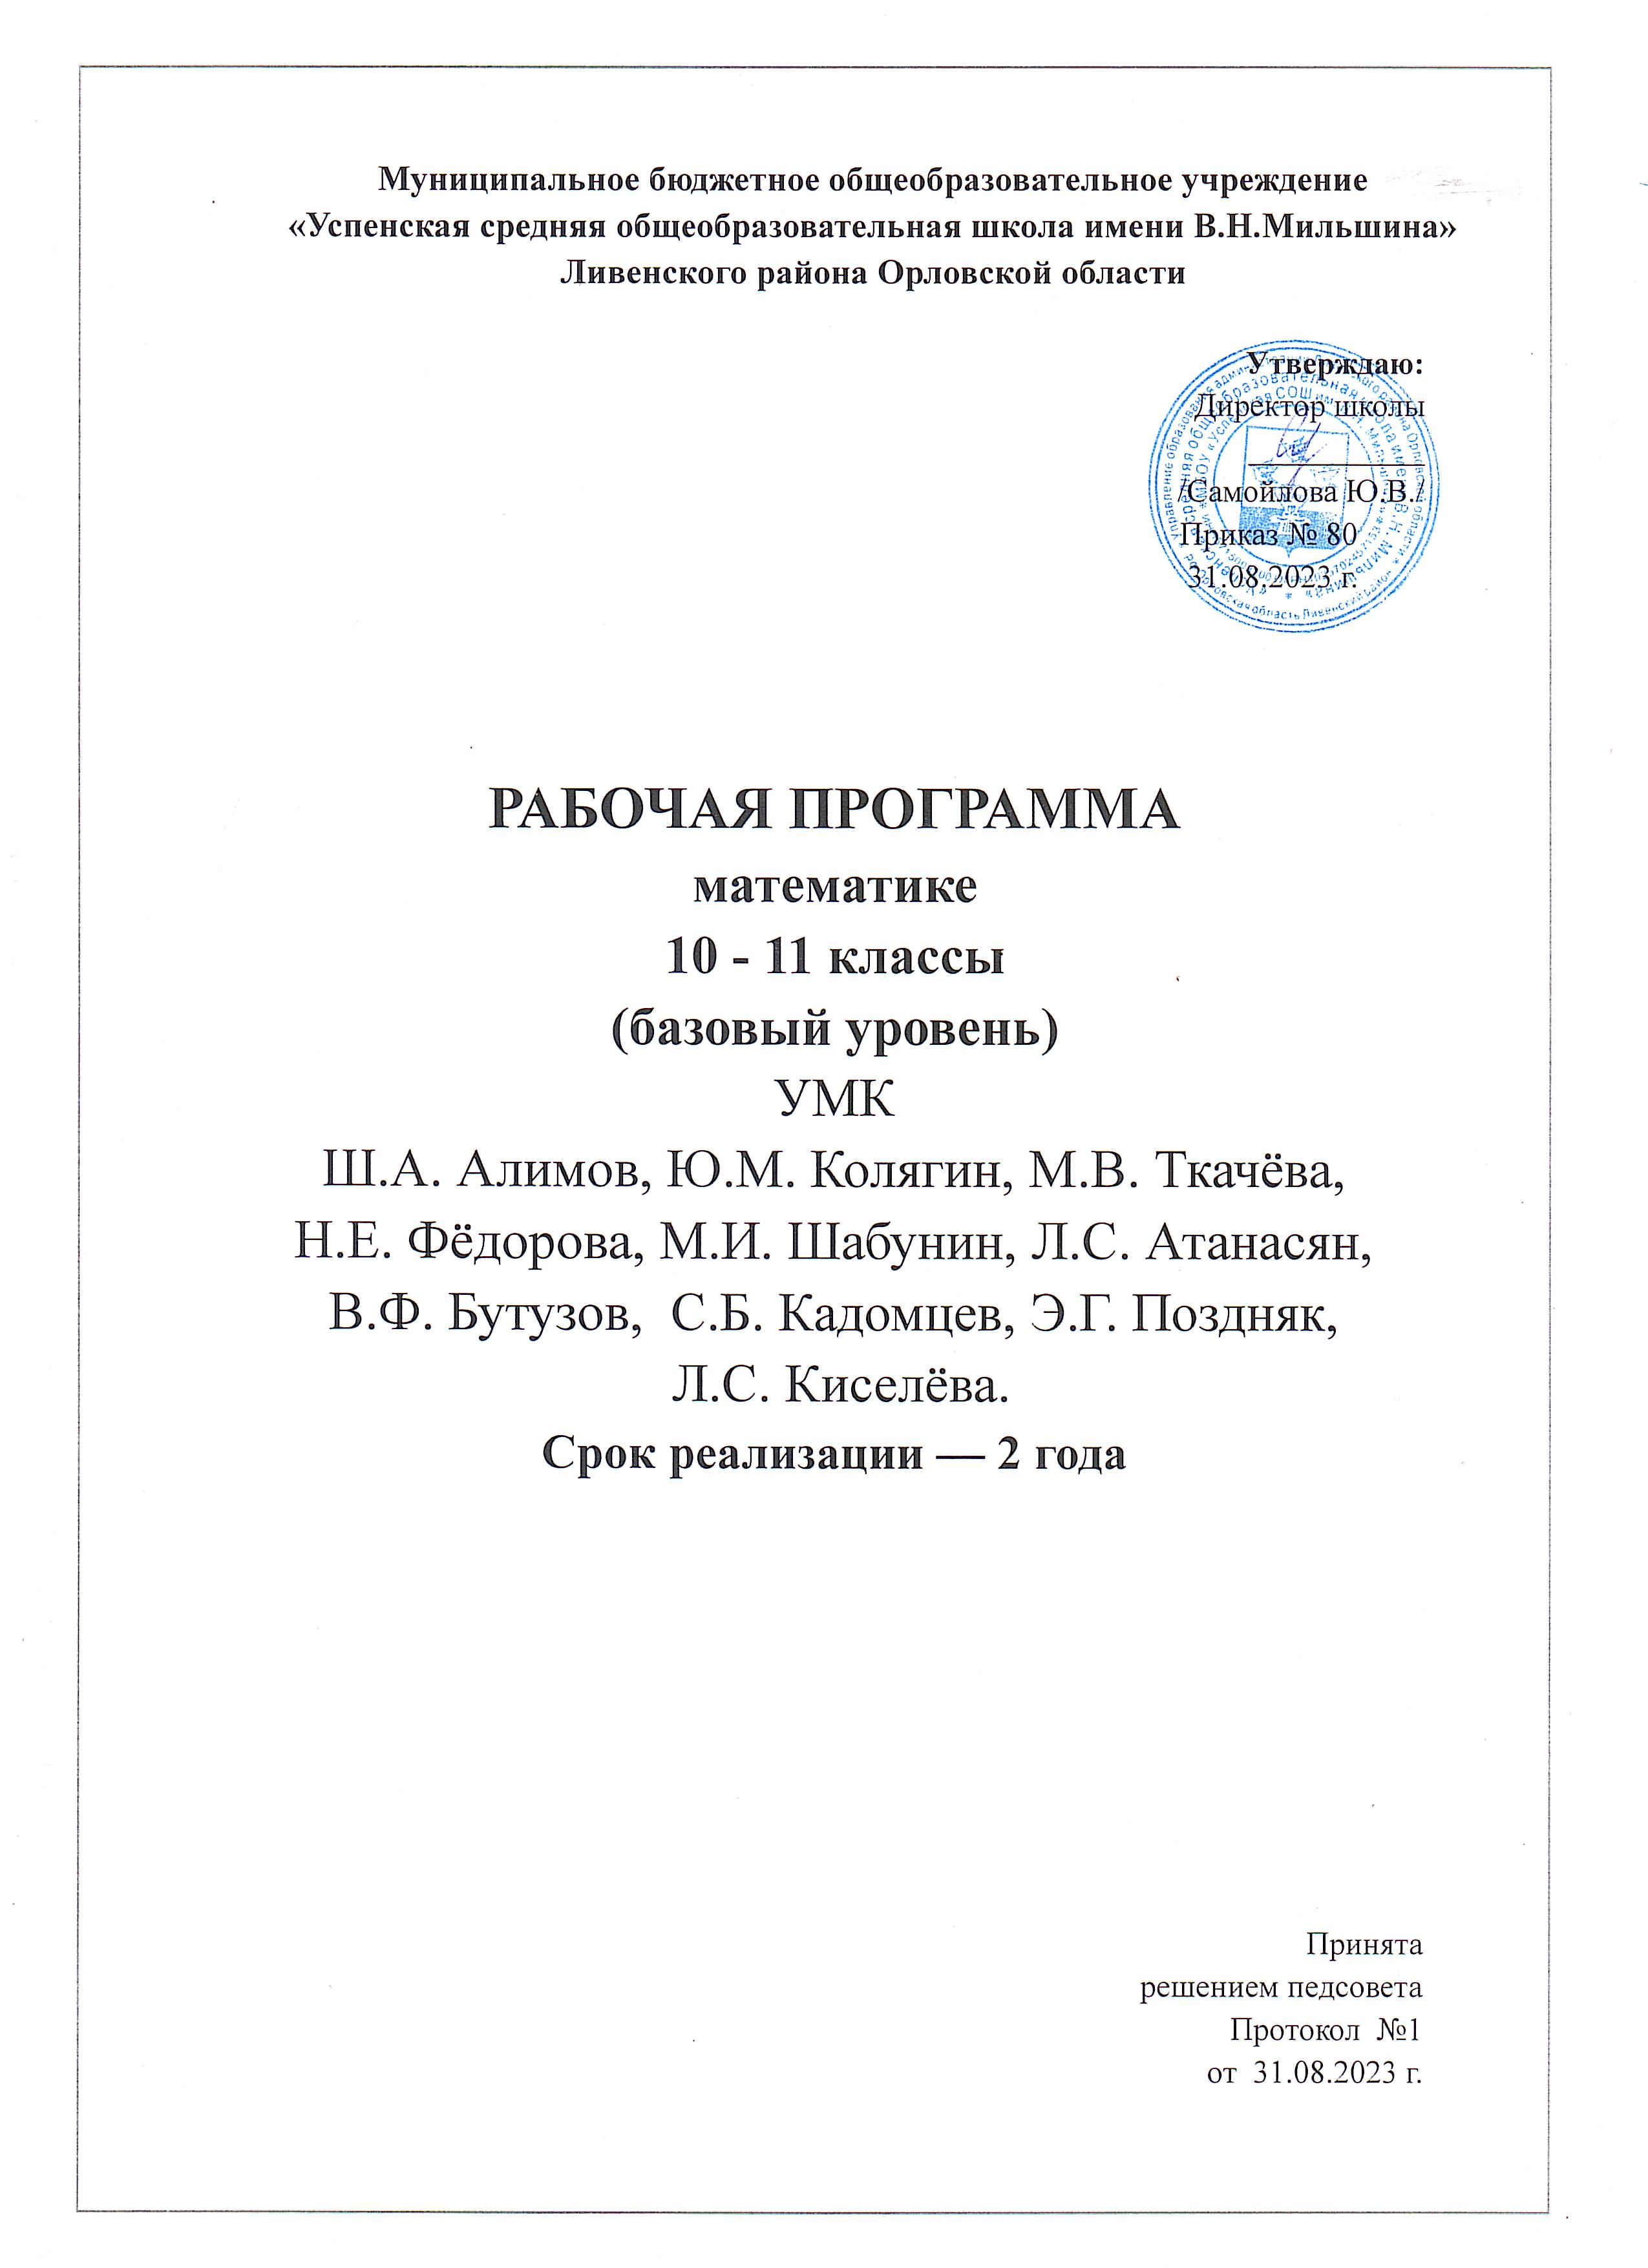 Муниципальное бюджетное общеобразовательное учреждение
«Успенская средняя общеобразовательная школа имени В.Н.Мильшина»
Ливенского района Орловской области
Утверждаю:
Директор школы
/Самойлова Ю.В./
Приказ № 80
31.08.2023 г.
РАБОЧАЯ ПРОГРАММА
математике
10 - 11 классы
(базовый уровень)
УМК
Ш.А. Алимов, Ю.М. Колягин, М.В. Ткачёва,
Н.Е. Фёдорова, М.И. Шабунин, Л.С. Атанасян,
В.Ф. Бутузов, С.Б. Кадомцев, Э.Г. Поздняк,
Л.С. Киселёва.
Срок реализации — 2 года
Принята
решением педсовета
Протокол №1
от 31.08.2023 г.